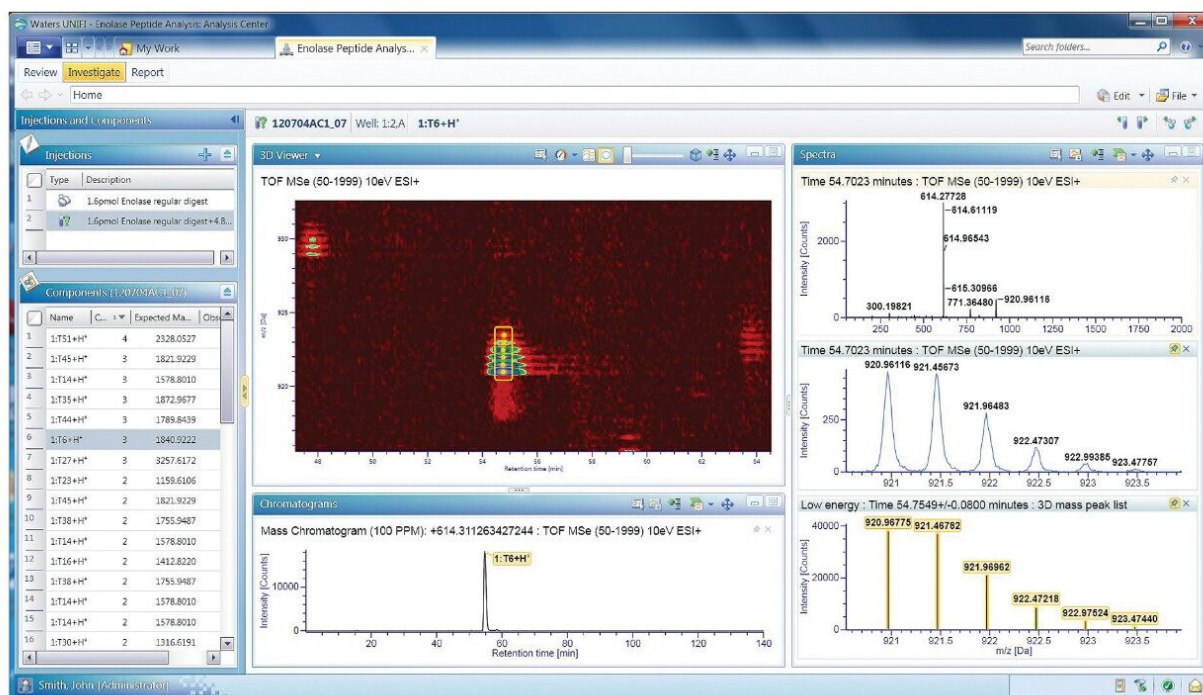 Waters UNIFI - Enolase Peptide Analysis: Analysis Center
My Work
Enolase Peptide Analys...
Search folders...
Review Investigate Report
Home
Edit File
Injections and Components
120704AC1_07 Well: 1:2,A 1:T6+H⁺
Injections
Type Description
1 1.6pmol Enolase regular digest
2 1.6pmol Enolase regular digest+4.8...
Components (120704AC1_07)
Name C... Expected Ma... Obs
1 1:T51+H⁺ 4 2328.0527
2 1:T45+H⁺ 3 1821.9229
3 1:T14+H⁺ 3 1578.8010
4 1:T35+H⁺ 3 1872.9677
5 1:T44+H⁺ 3 1789.8439
6 1:T6+H⁺ 3 1840.9222
7 1:T27+H⁺ 3 3257.6172
8 1:T23+H⁺ 2 1159.6106
9 1:T45+H⁺ 2 1821.9229
10 1:T38+H⁺ 2 1755.9487
11 1:T14+H⁺ 2 1578.8010
12 1:T16+H⁺ 2 1412.8220
13 1:T38+H⁺ 2 1755.9487
14 1:T14+H⁺ 2 1578.8010
15 1:T14+H⁺ 2 1578.8010
16 1:T30+H⁺ 2 1316.6191
3D Viewer
TOF MSe (50-1999) 10eV ESI+
m/z [Da]
930
925
920
48 50 52 54 56 58 60 62 64
Retention time [min]
Chromatograms
Mass Chromatogram (100 PPM): +614.311263427244 : TOF MSe (50-1999) 10eV ESI+
1:T6+H⁺
Intensity [Counts]
10000
0
20 40 60 80 100 120 140
Retention time [min]
Spectra
Time 54.7023 minutes : TOF MSe (50-1999) 10eV ESI+
614.27728
614.61119
614.96543
615.30966
771.36480
920.96116
300.19821
Intensity [Counts]
2000
0
250 500 750 1000 1250 1500 1750 2000
Time 54.7023 minutes : TOF MSe (50-1999) 10eV ESI+
920.96116 921.45673
921.96483
922.47307
922.99385
923.47757
Intensity [Counts]
250
0
921 921.5 922 922.5 923 923.5
Low energy : Time 54.7549+/-0.0800 minutes : 3D mass peak list
920.96775 921.46782
921.96962
922.47218
922.97524
923.47440
Intensity [Counts]
40000
20000
0
921 921.5 922 922.5 923 923.5
m/z [Da]
Smith, John [Administrator]